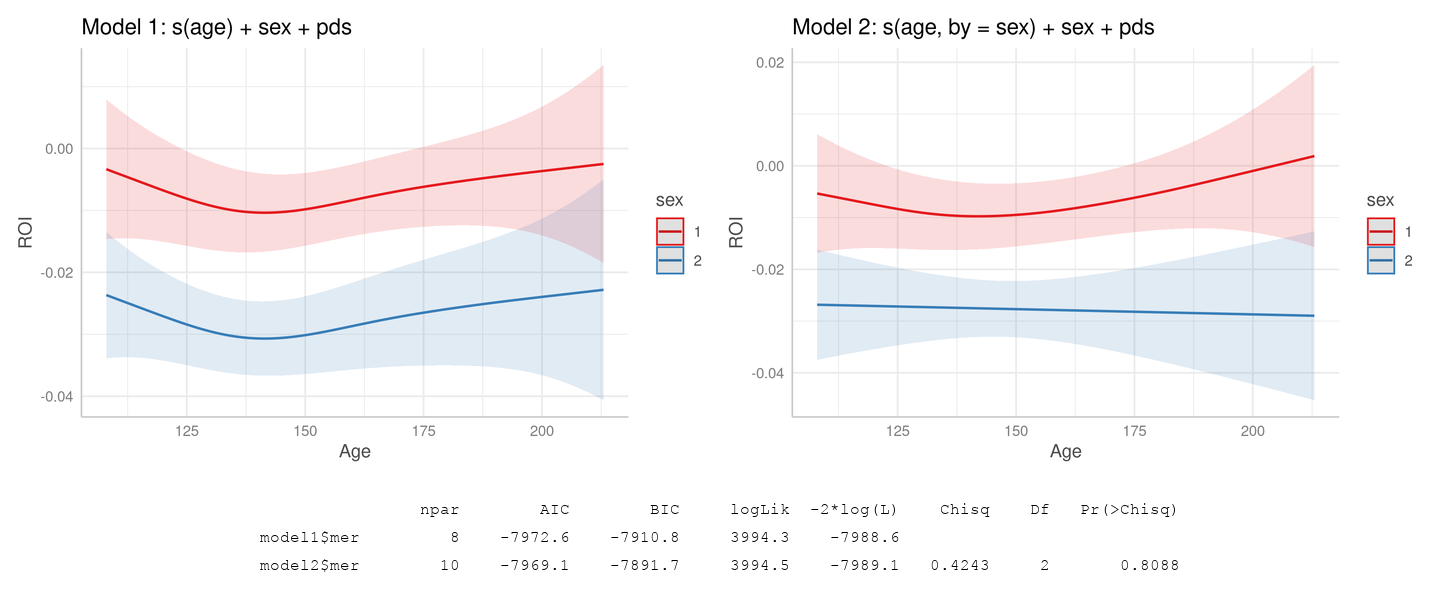 Model 1: s(age) + sex + pds
0.00
-0.02
-0.04
ROI
125 150 175 200
Age
sex
1
2
Model 2: s(age, by = sex) + sex + pds
0.02
0.00
-0.02
-0.04
ROI
125 150 175 200
Age
sex
1
2
npar AIC BIC logLik -2*log(L) Chisq Df Pr(>Chisq)
model1$mer 8 -7972.6 -7910.8 3994.3 -7988.6
model2$mer 10 -7969.1 -7891.7 3994.5 -7989.1 0.4243 2 0.8088